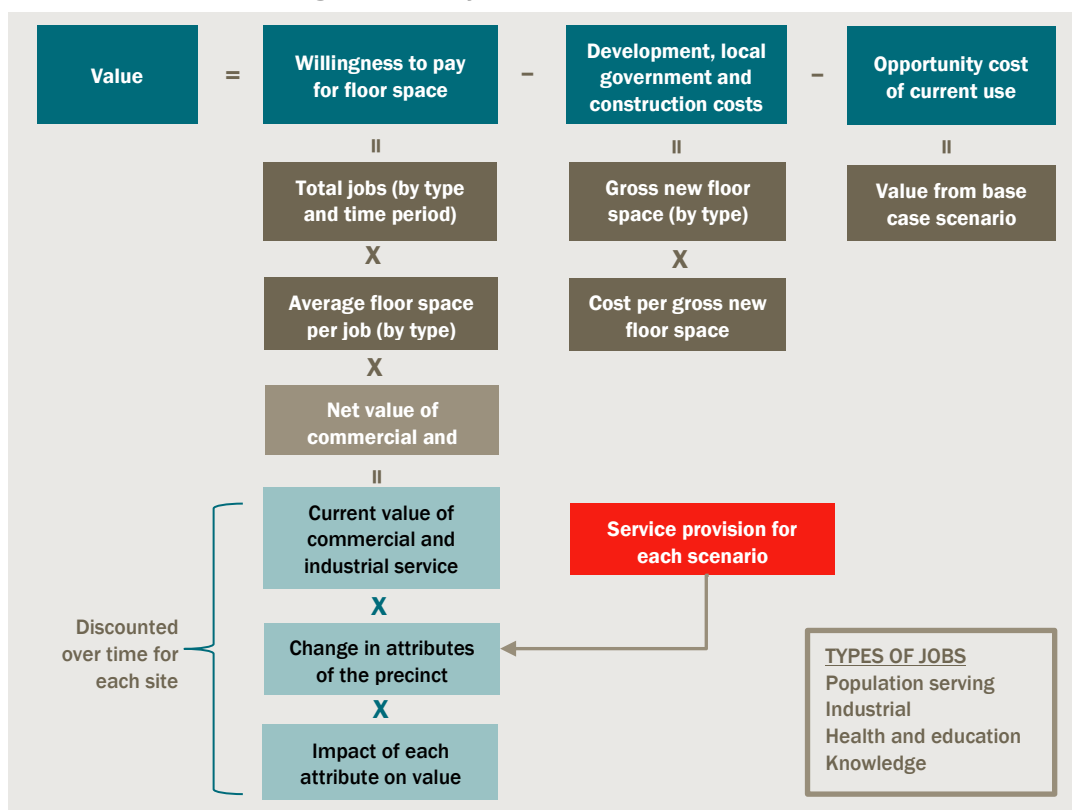 Value
=
Willingness to pay
for floor space
–
Development, local
government and
construction costs
–
Opportunity cost
of current use
=
=
=
Total jobs (by type
and time period)
Gross new floor
space (by type)
Value from base
case scenario
X
X
Average floor space
per job (by type)
Cost per gross new
floor space
X
Net value of
commercial and
=
Current value of
commercial and
industrial service
Service provision for
each scenario
X
Discounted
over time for
each site
Change in attributes
of the precinct
X
Impact of each
attribute on value
TYPES OF JOBS
Population serving
Industrial
Health and education
Knowledge